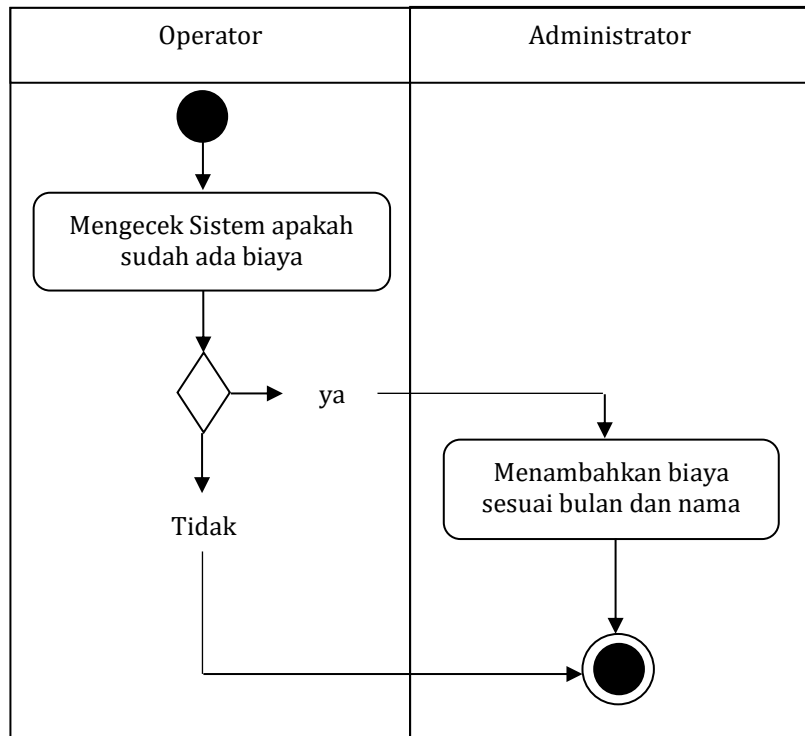 Operator
Administrator
Mengecek Sistem apakah
sudah ada biaya
ya
Menambahkan biaya
sesuai bulan dan nama
Tidak